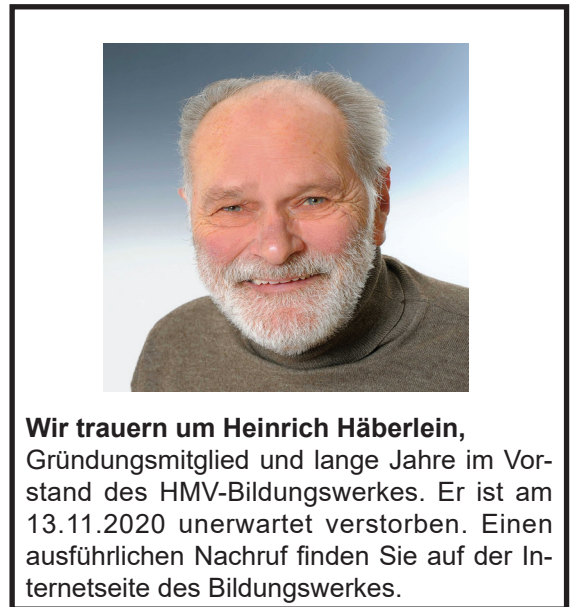 Wir trauern um Heinrich Häberlein,
Gründungsmitglied und lange Jahre im Vor-
stand des HMV-Bildungswerkes. Er ist am
13.11.2020 unerwartet verstorben. Einen
ausführlichen Nachruf finden Sie auf der In-
ternetseite des Bildungswerkes.